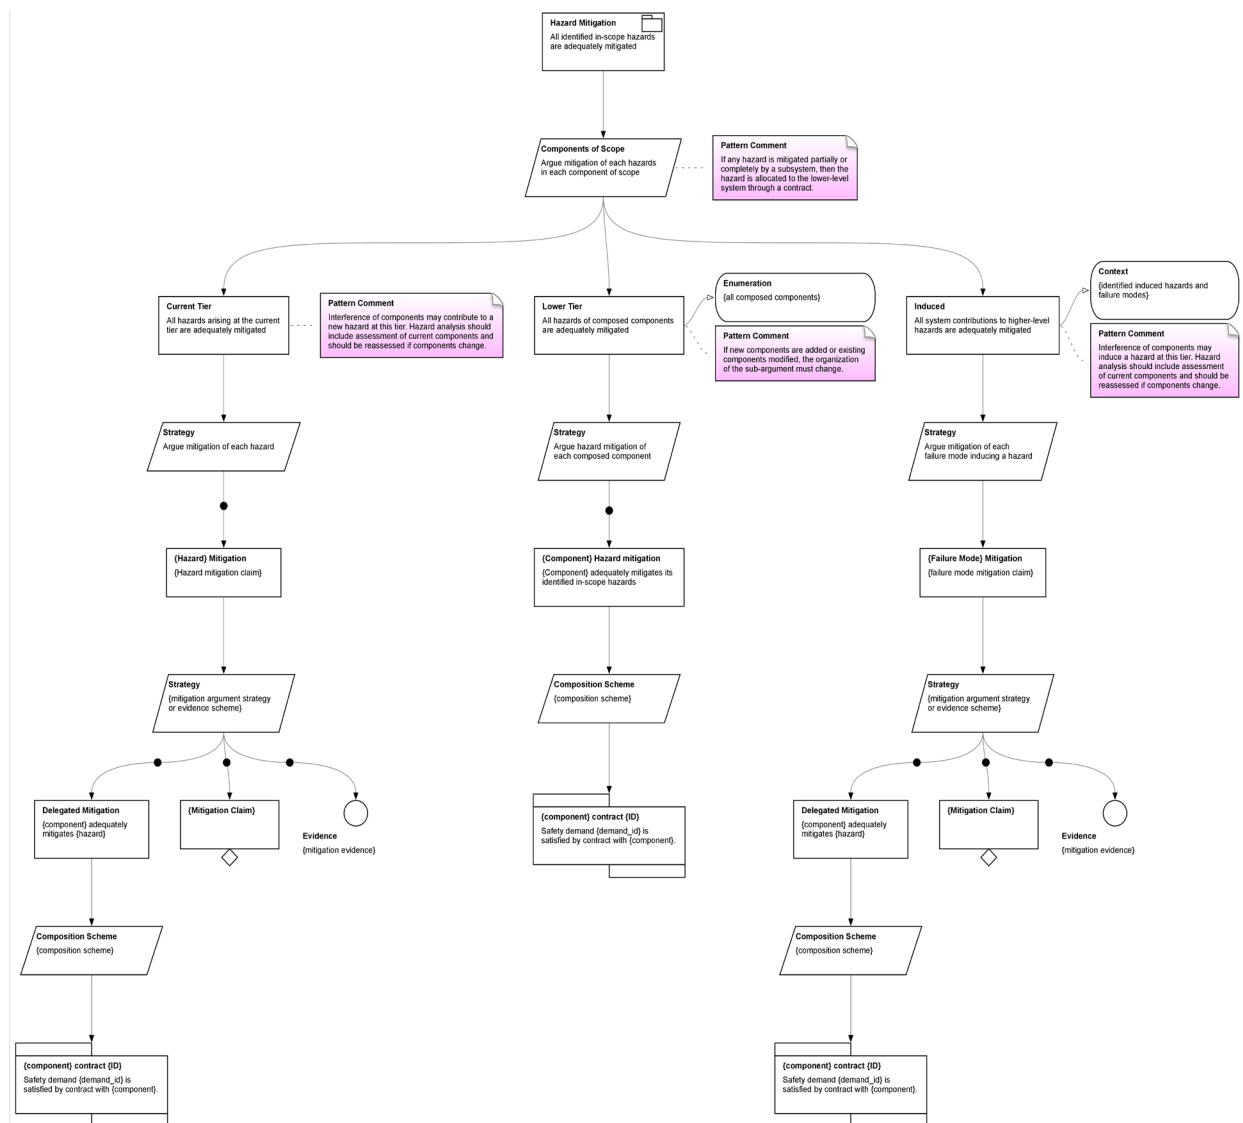 Hazard Mitigation
All identified in-scope hazards
are adequately mitigated
Components of Scope
Argue mitigation of each hazards
in each component of scope
Pattern Comment
If any hazard is mitigated partially or
completely by a subsystem, then the
hazard is allocated to the lower-level
system through a contract.
Current Tier
All hazards arising at the current
tier are adequately mitigated
Pattern Comment
Interference of components may contribute to a
new hazard at this tier. Hazard analysis should
include assessment of current components and
should be reassessed if components change.
Lower Tier
All hazards of composed components
are adequately mitigated
Enumeration
{all composed components}
Pattern Comment
If new components are added or existing
components modified, the organization
of the sub-argument must change.
Induced
All system contributions to higher-level
hazards are adequately mitigated
Context
{identified induced hazards and
failure modes}
Pattern Comment
Interference of components may
induce a hazard at this tier. Hazard
analysis should include assessment
of current components and should be
reassessed if components change.
Strategy
Argue mitigation of each hazard
Strategy
Argue hazard mitigation of
each composed component
Strategy
Argue mitigation of each
failure mode inducing a hazard
{Hazard} Mitigation
{Hazard mitigation claim}
{Component} Hazard mitigation
{Component} adequately mitigates its
identified in-scope hazards
{Failure Mode} Mitigation
{failure mode mitigation claim}
Strategy
{mitigation argument strategy
or evidence scheme}
Composition Scheme
{composition scheme}
Strategy
{mitigation argument strategy
or evidence scheme}
Delegated Mitigation
{component} adequately
mitigates {hazard}
{Mitigation Claim}
Evidence
{mitigation evidence}
{component} contract {ID}
Safety demand {demand_id} is
satisfied by contract with {component}.
Delegated Mitigation
{component} adequately
mitigates {hazard}
{Mitigation Claim}
Evidence
{mitigation evidence}
Composition Scheme
{composition scheme}
Composition Scheme
{composition scheme}
{component} contract {ID}
Safety demand {demand_id} is
satisfied by contract with {component}.
{component} contract {ID}
Safety demand {demand_id} is
satisfied by contract with {component}.